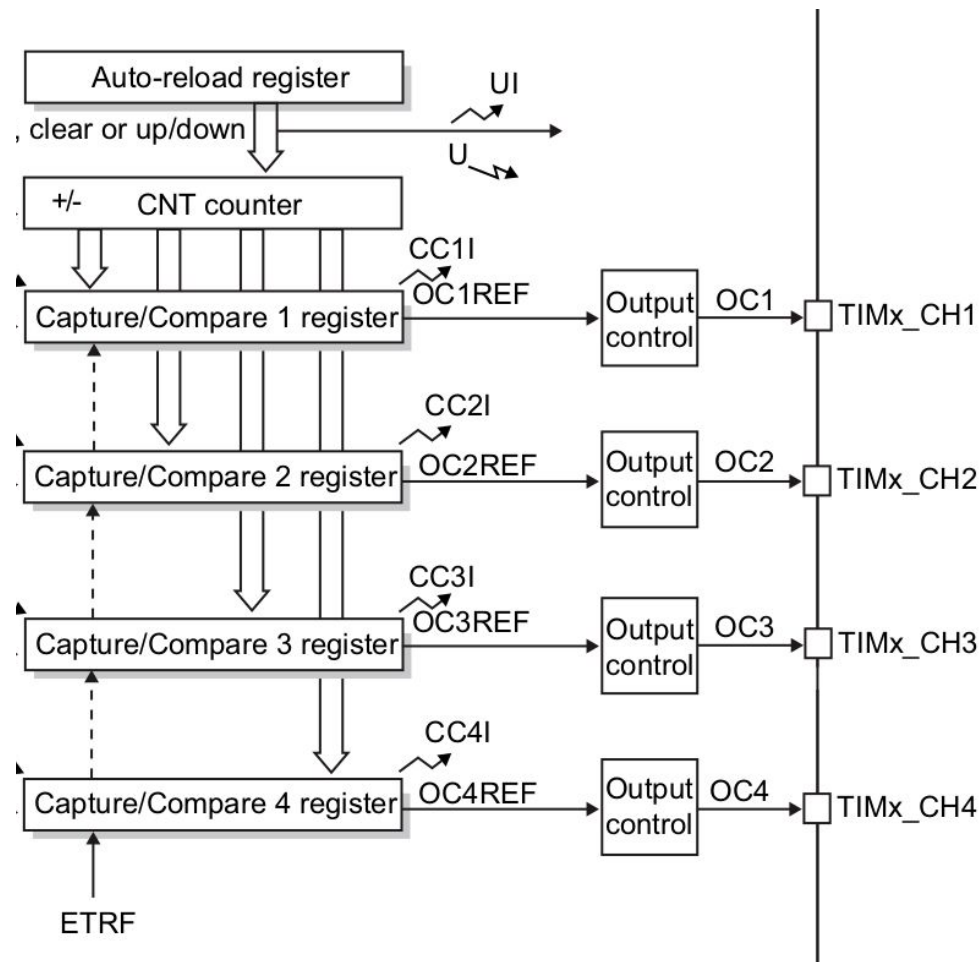 Auto-reload register
UI
, clear or up/down
U
+/- CNT counter
CC1I
OC1REF
Capture/Compare 1 register
Output
control
OC1
TIMx_CH1
CC2I
OC2REF
Capture/Compare 2 register
Output
control
OC2
TIMx_CH2
CC3I
OC3REF
Capture/Compare 3 register
Output
control
OC3
TIMx_CH3
CC4I
OC4REF
Capture/Compare 4 register
Output
control
OC4
TIMx_CH4
ETRF